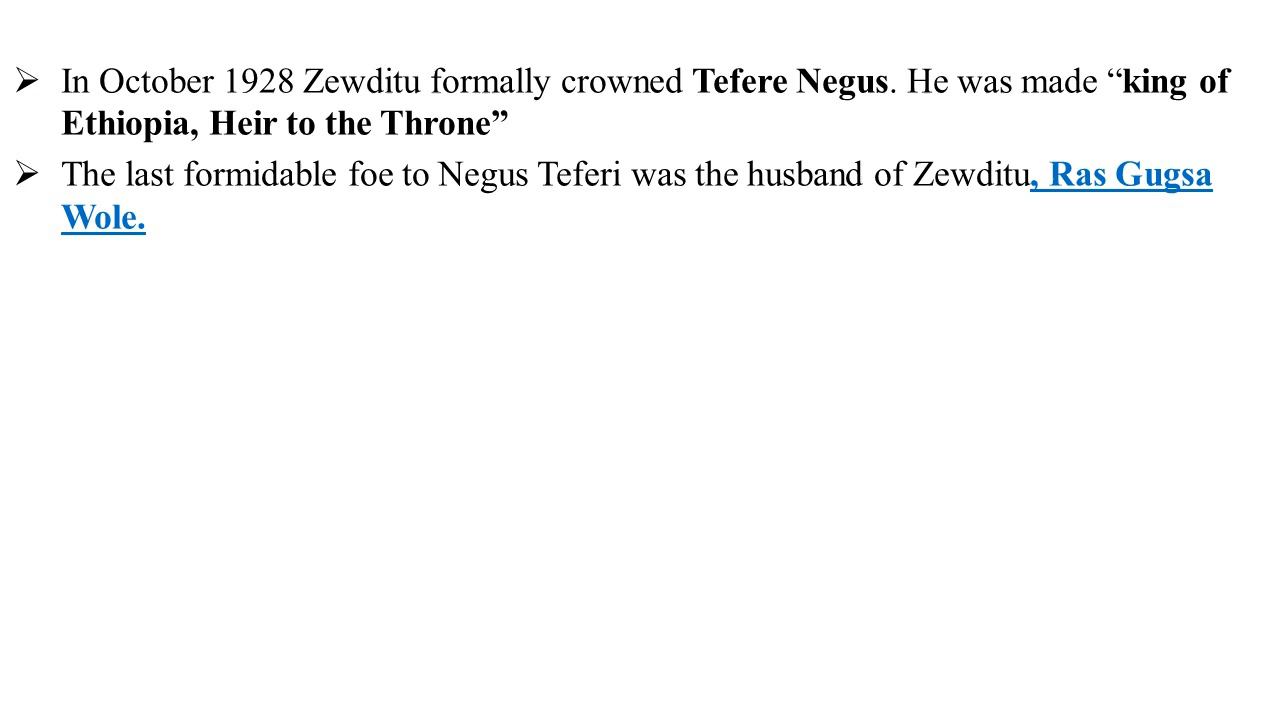 ➢ In October 1928 Zewditu formally crowned Tefere Negus. He was made “king of
Ethiopia, Heir to the Throne”
➢ The last formidable foe to Negus Teferi was the husband of Zewditu, Ras Gugsa
Wole.